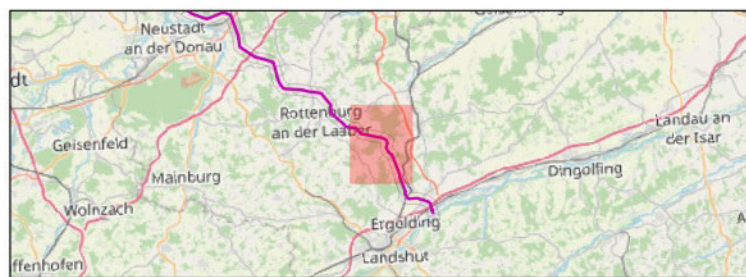 Neustadt
an der Donau
dt
Rottenburg
an der Laaber
Geisenfeld
Landau an
der Isar
Mainburg
Dingolfing
Wolnzach
Ergolding
A
ffenhofen
Landshut